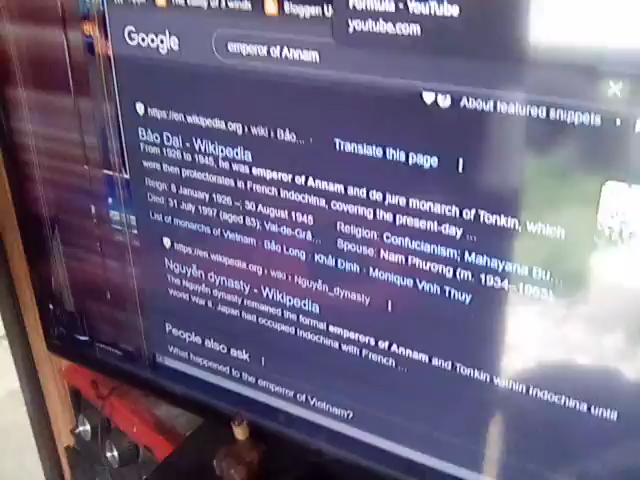 Formula - YouTube
youtube.com
Bloggen
Google
emperor of Annam
About featured snippets
https://en.wikipedia.org › wiki › Bảo...
Translate this page
Bảo Đại - Wikipedia
From 1926 to 1945, he was emperor of Annam and de jure monarch of Tonkin, which
were then protectorates in French Indochina, covering the present-day ...
Reign: 8 January 1926 – 30 August 1945
Religion: Confucianism; Mahayana Bu...
Died: 31 July 1997 (aged 83); Val-de-Grâ...
Spouse: Nam Phương (m. 1934–1963)
List of monarchs of Vietnam · Bảo Long · Khải Định · Monique Vinh Thuy
https://en.wikipedia.org › wiki › Nguyễn_dynasty
Nguyễn dynasty - Wikipedia
The Nguyễn dynasty remained the formal emperors of Annam and Tonkin within Indochina until
World War II. Japan had occupied Indochina with French ...
People also ask
What happened to the emperor of Vietnam?